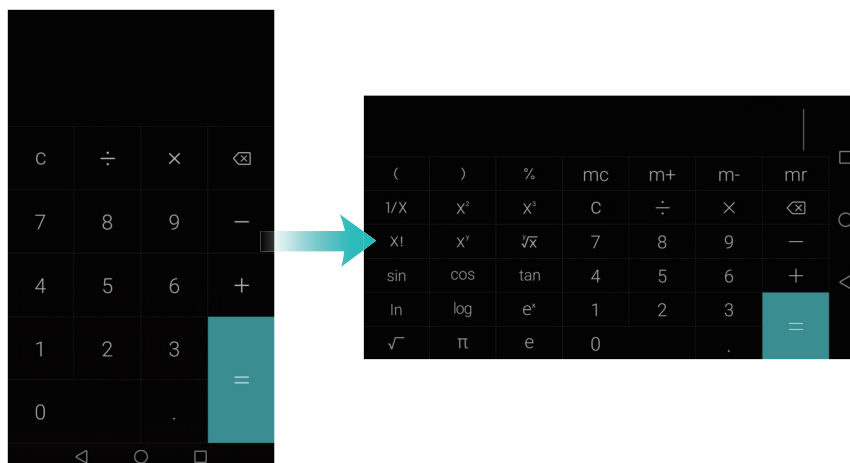 C ÷ ×
7 8 9 −
4 5 6 +
1 2 3 =
0 .
( ) % mc m+ m- mr
1/X X² X³ C ÷ ×
X! Xʸ ʸ√x 7 8 9 −
sin cos tan 4 5 6 +
ln log eˣ 1 2 3 =
√ π e 0 .